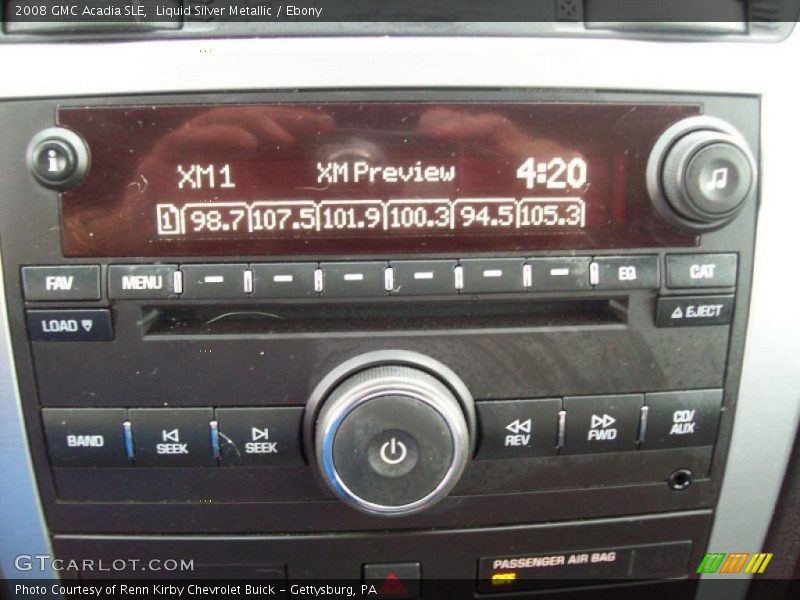 2008 GMC Acadia SLE,  Liquid Silver Metallic / Ebony
i
XM1 XM Preview 4:20
1 98.7 107.5 101.9 100.3 94.5 105.3
FAV MENU EQ CAT
LOAD EJECT
BAND SEEK SEEK REV FWD CD/AUX
PASSENGER AIR BAG
OFF
GTCARLOT.COM
Photo Courtesy of Renn Kirby Chevrolet Buick - Gettysburg, PA